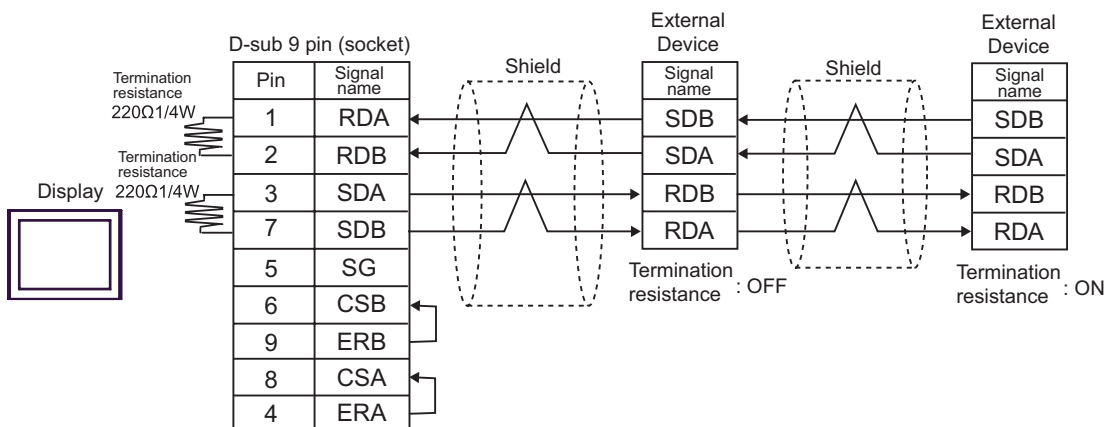 External
Device
External
Device
D-sub 9 pin (socket)
Shield
Shield
Pin
Signal
name
Signal
name
Signal
name
Termination
resistance
220Ω1/4W
1
RDA
SDB
SDB
2
RDB
SDA
SDA
Termination
resistance
220Ω1/4W
Display
3
SDA
RDB
RDB
7
SDB
RDA
RDA
5
SG
Termination
resistance : OFF
Termination
resistance : ON
6
CSB
9
ERB
8
CSA
4
ERA